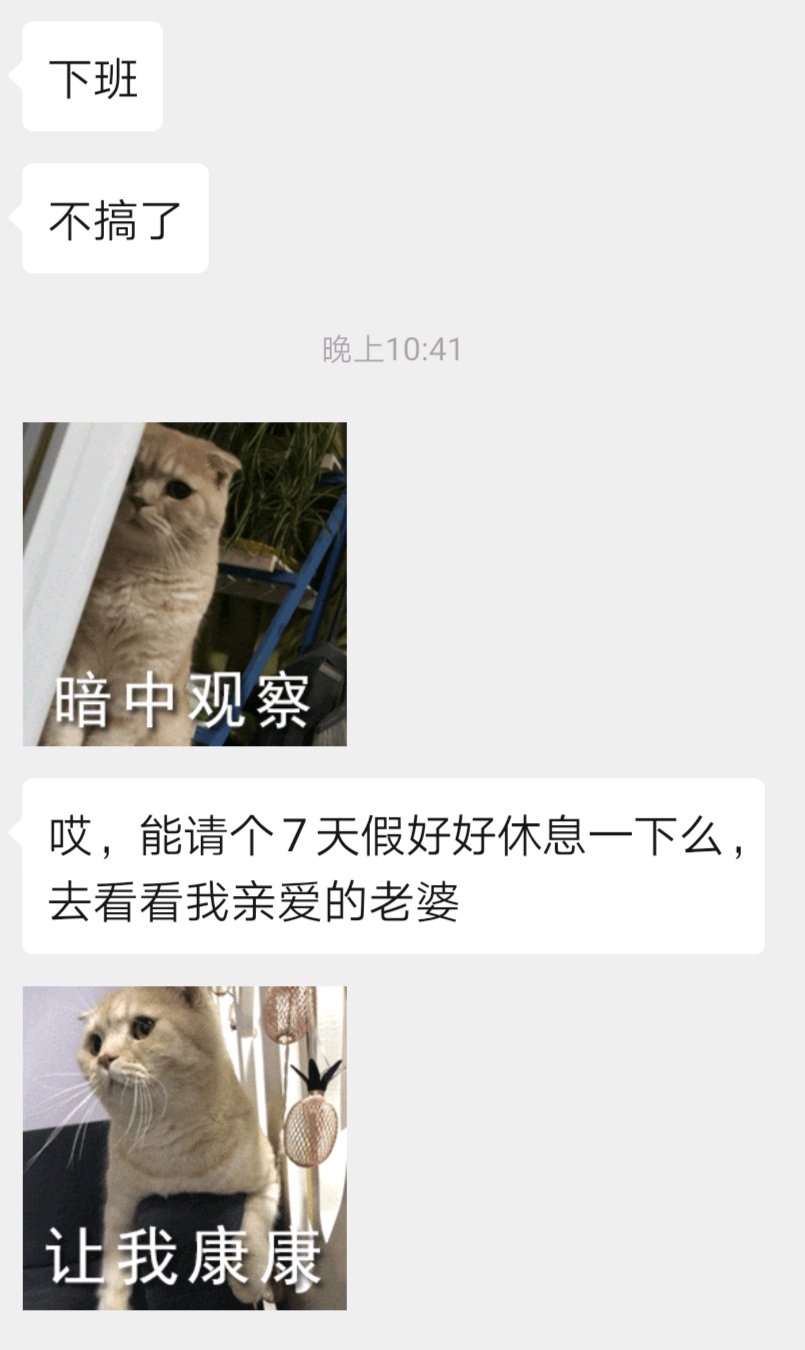 下班
不搞了
晚上10:41
暗中观察
哎，能请个7天假好好休息一下么，
去看看我亲爱的老婆
让我康康